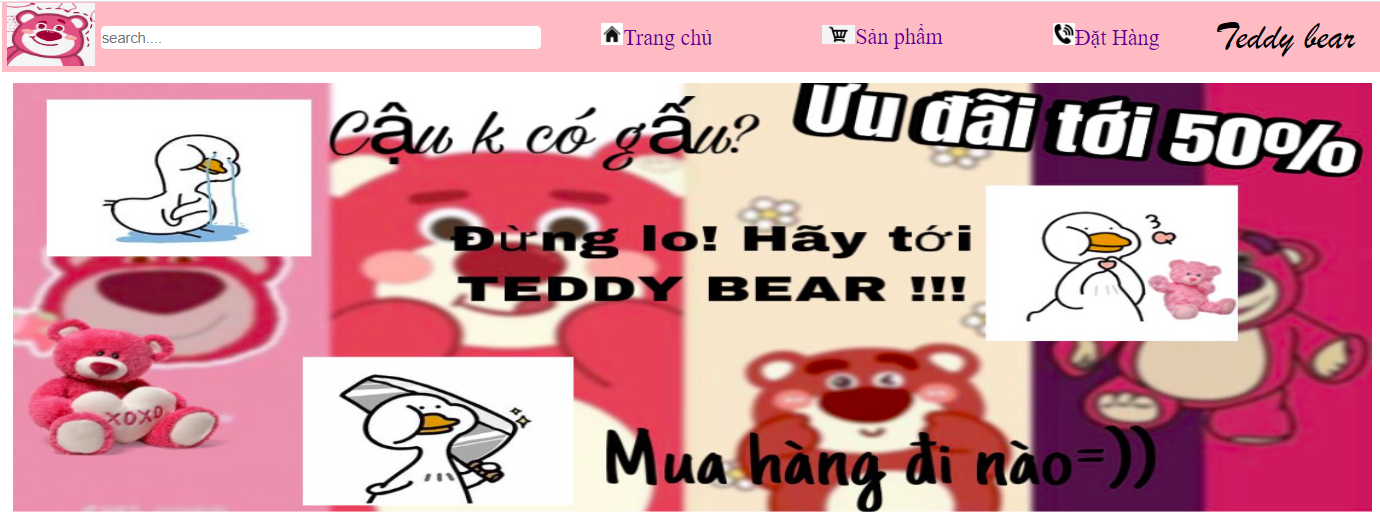 search....
Trang chủ
Sản phẩm
Đặt Hàng
Teddy bear
Cậu k có gấu?
Ưu đãi tới 50%
Đừng lo! Hãy tới
TEDDY BEAR !!!
XOXO
Mua hàng đi nào=))